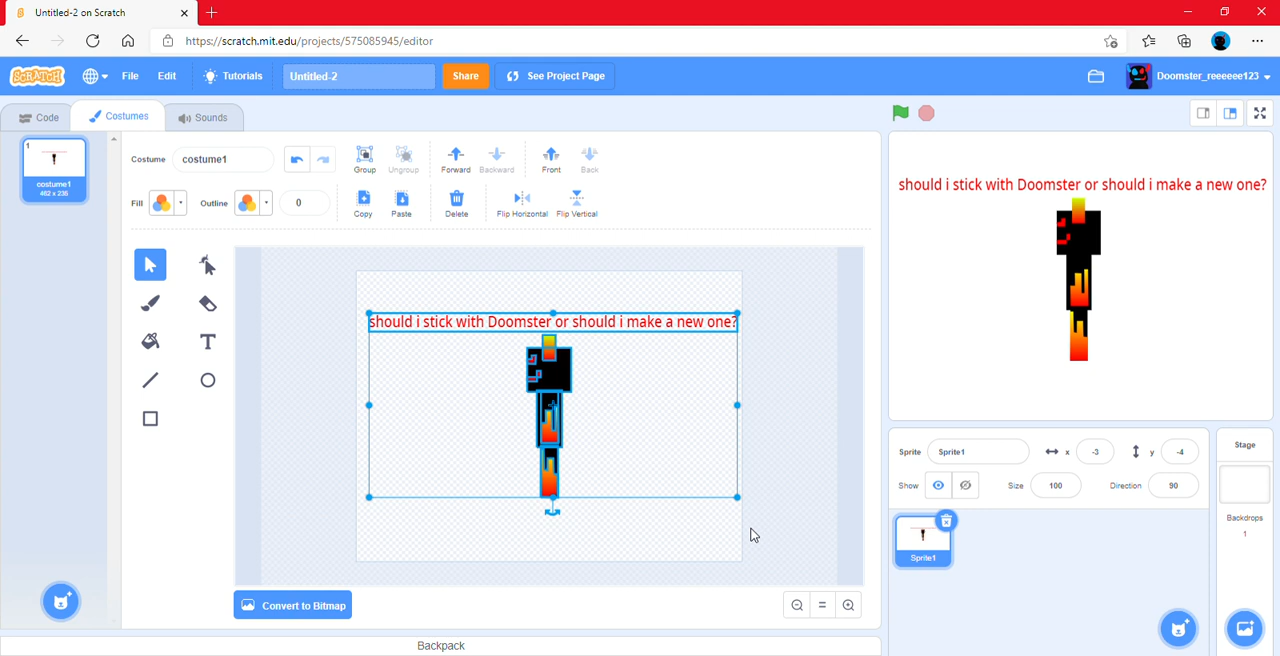 Untitled-2 on Scratch
https://scratch.mit.edu/projects/575085945/editor
SCRATCH File Edit Tutorials Untitled-2 Share See Project Page Doomster_reeeeee123
Code Costumes Sounds
1
costume1
462 x 236
Costume costume1 Group Ungroup Forward Backward Front Back
Fill Outline 0 Copy Paste Delete Flip Horizontal Flip Vertical
should i stick with Doomster or should i make a new one?
T
Convert to Bitmap
Backpack
should i stick with Doomster or should i make a new one?
Sprite Sprite1 x -3 y -4
Show Size 100 Direction 90
Sprite1
Stage
Backdrops
1